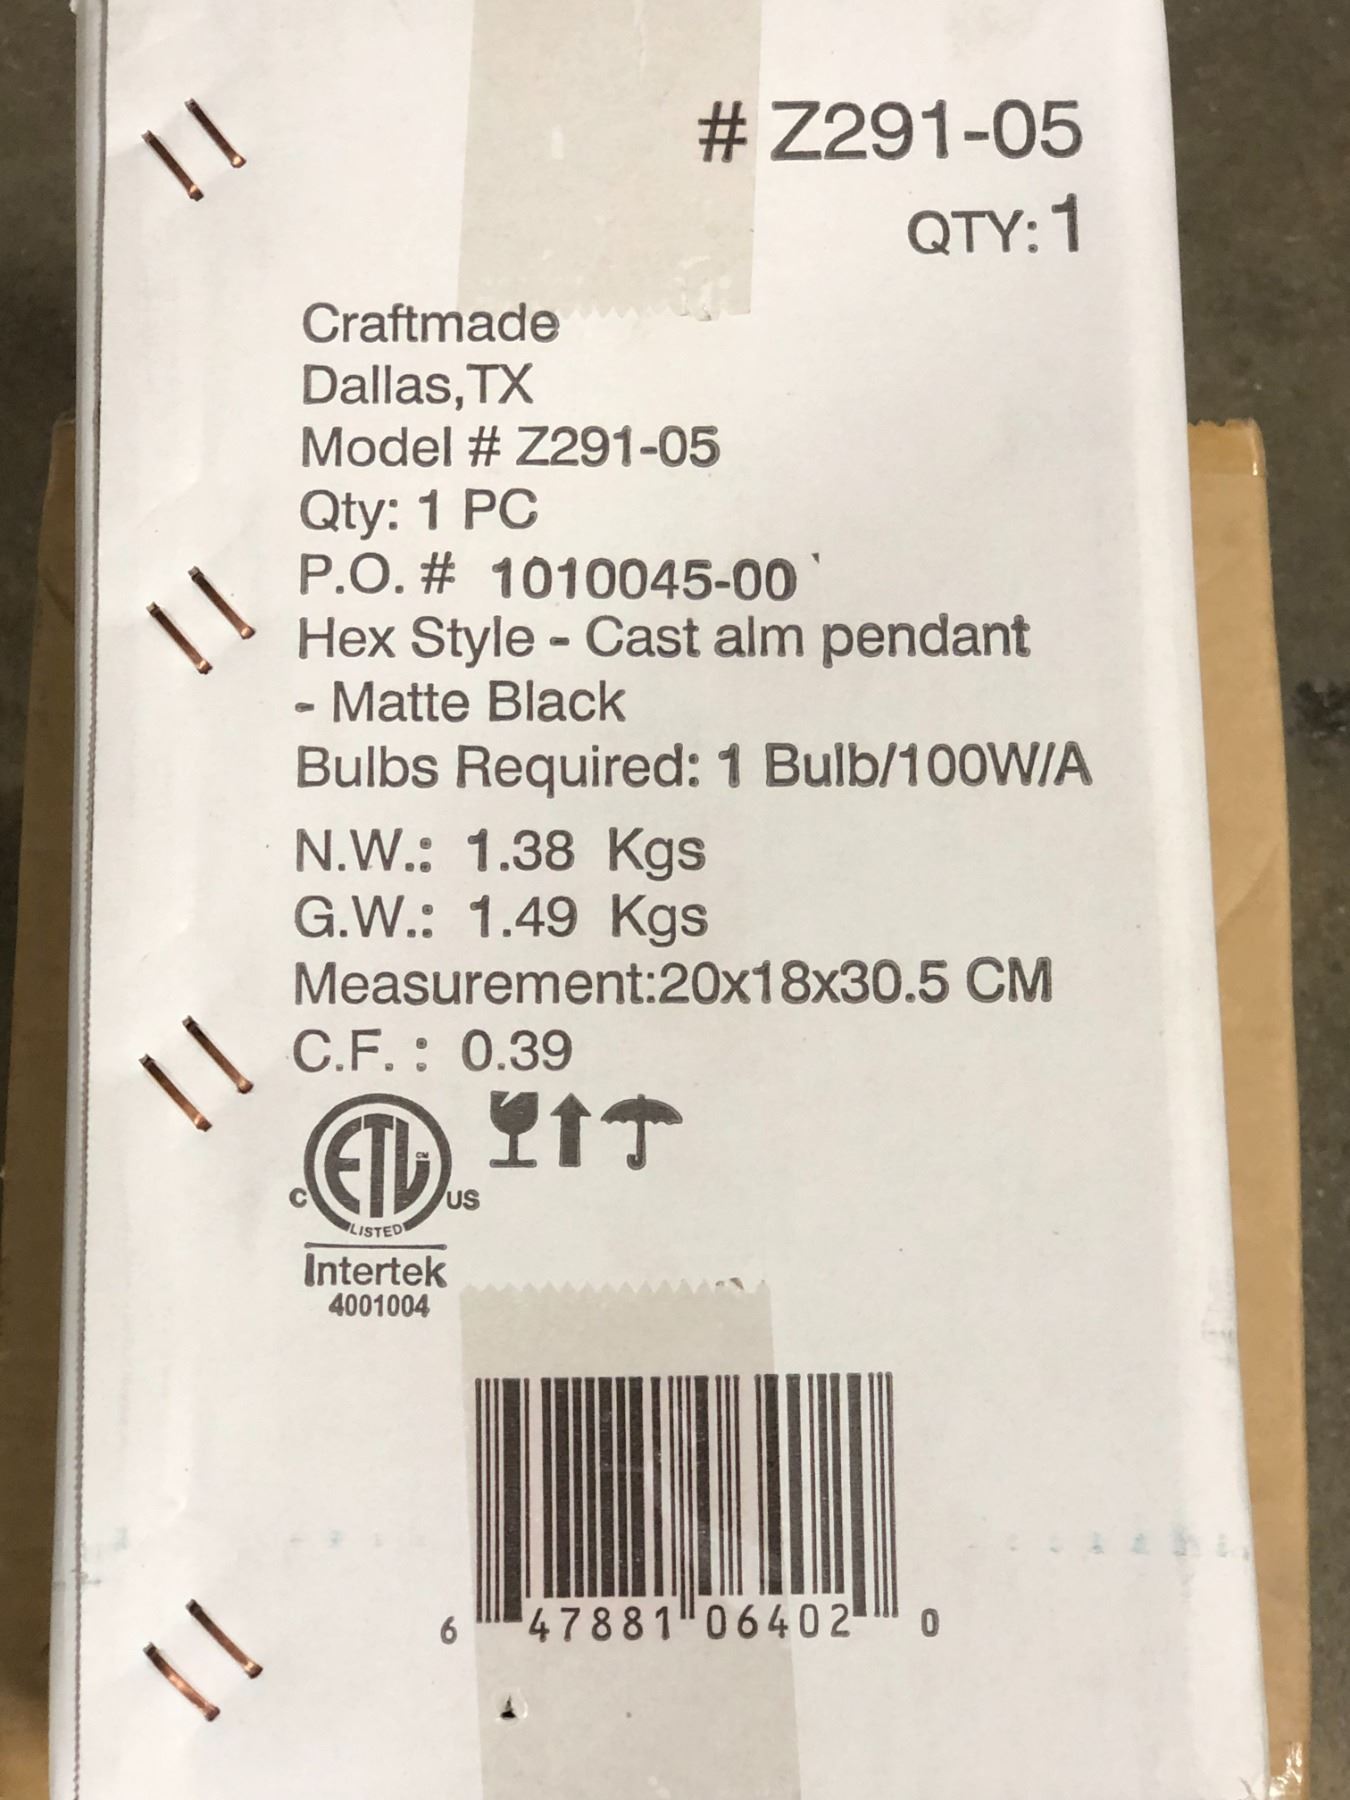 # Z291-05
QTY: 1
Craftmade
Dallas,TX
Model # Z291-05
Qty: 1 PC
P.O. # 1010045-00
Hex Style - Cast alm pendant
- Matte Black
Bulbs Required: 1 Bulb/100W/A
N.W.: 1.38 Kgs
G.W.: 1.49 Kgs
Measurement:20x18x30.5 CM
C.F. : 0.39
ETL CM
C US
LISTED
Intertek
4001004
6 47881 06402 0